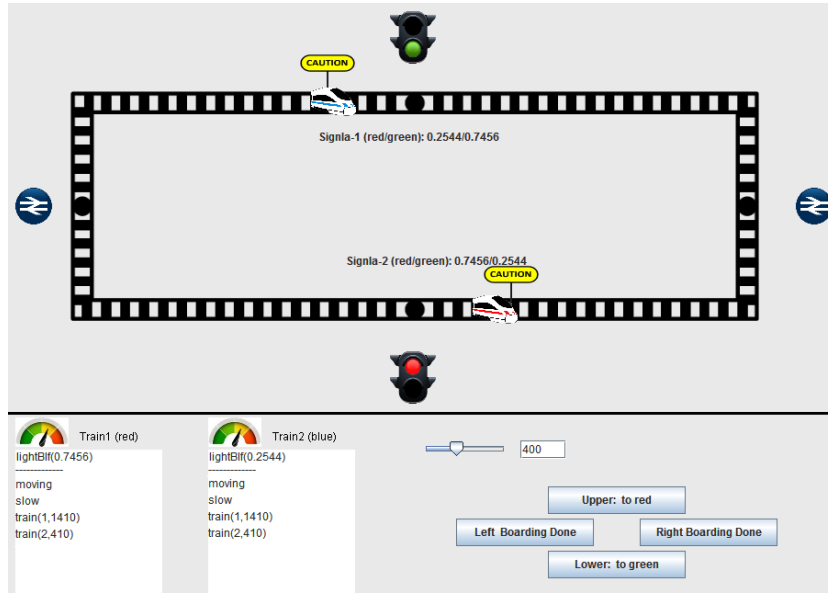 CAUTION
Signla-1 (red/green): 0.2544/0.7456
Signla-2 (red/green): 0.7456/0.2544
CAUTION
Train1 (red)
lightBlf(0.7456)
-------------
moving
slow
train(1,1410)
train(2,410)
Train2 (blue)
lightBlf(0.2544)
-------------
moving
slow
train(1,1410)
train(2,410)
400
Upper: to red
Left Boarding Done
Right Boarding Done
Lower: to green